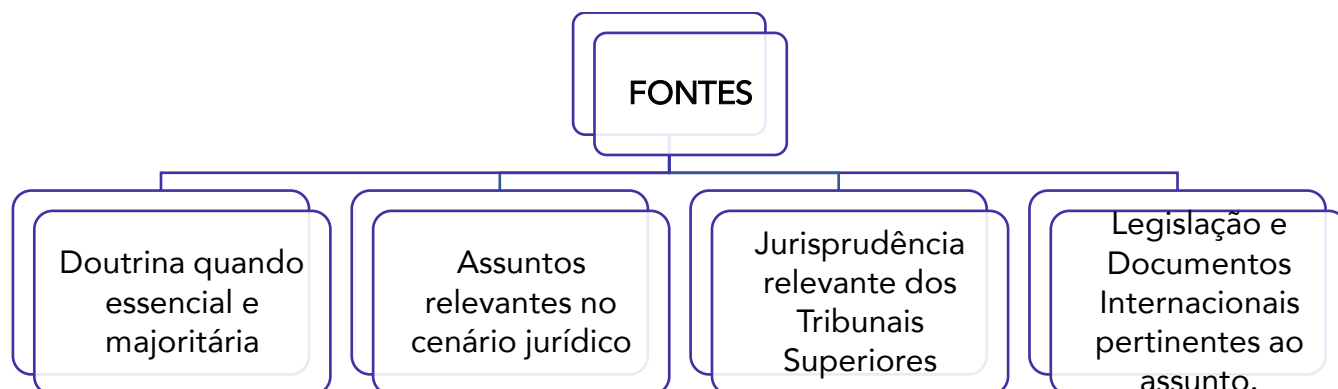 FONTES
Doutrina quando
essencial e
majoritária
Assuntos
relevantes no
cenário jurídico
Jurisprudência
relevante dos
Tribunais
Superiores
Legislação e
Documentos
Internacionais
pertinentes ao
assunto.